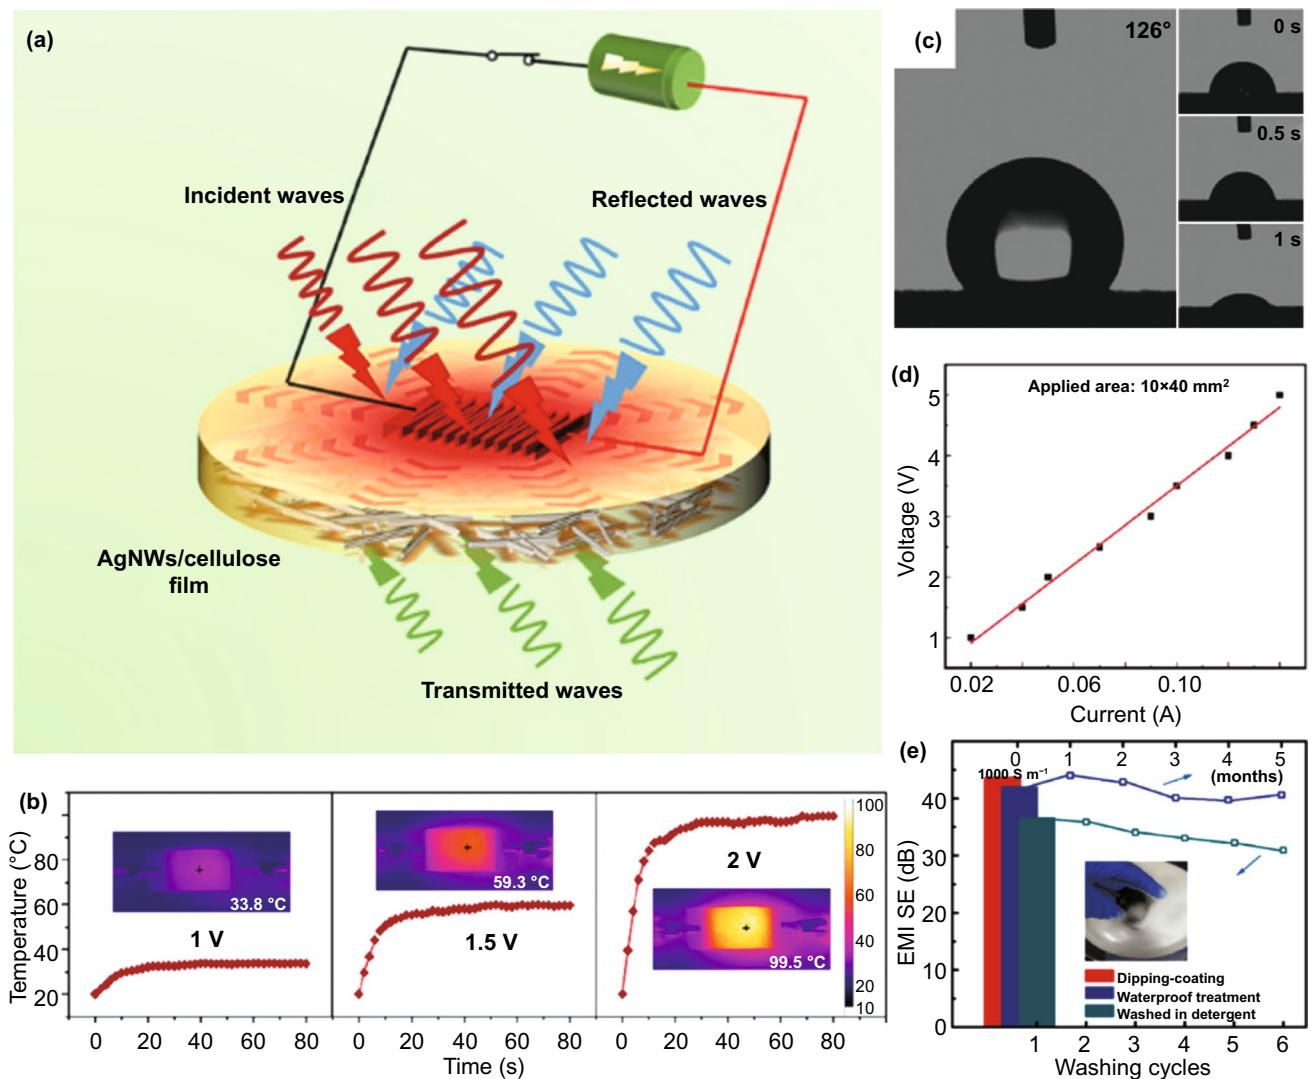 (a)
Incident waves
Reflected waves
AgNWs/cellulose
film
Transmitted waves
(b)
Temperature (°C)
80
60
40
20
33.8 °C
1 V
59.3 °C
1.5 V
2 V
99.5 °C
100
80
60
40
20
10
0 20 40 60 80 0 20 40 60 80 0 20 40 60 80
Time (s)
(c)
126°
0 s
0.5 s
1 s
(d)
Applied area: 10×40 mm²
Voltage (V)
5
4
3
2
1
0.02 0.06 0.10
Current (A)
(e)
0 1 2 3 4 5
1000 S m⁻¹
(months)
EMI SE (dB)
40
30
20
10
0
Dipping-coating
Waterproof treatment
Washed in detergent
1 2 3 4 5 6
Washing cycles